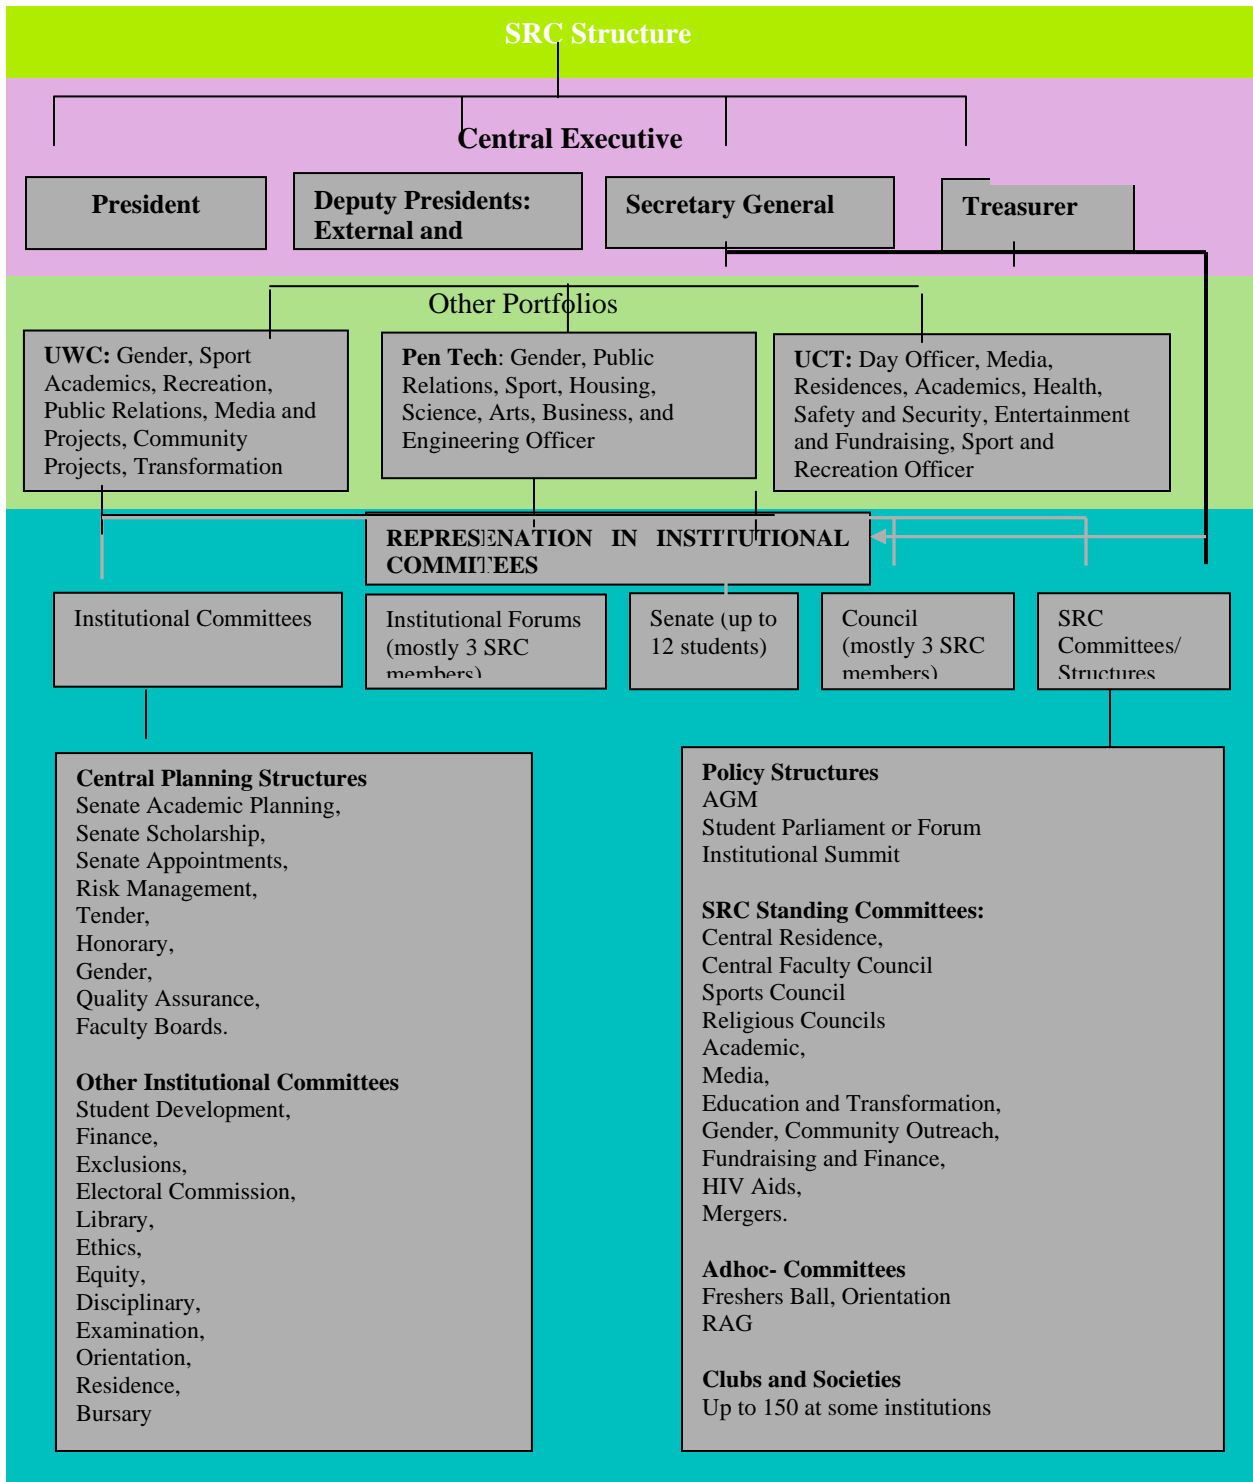 SRC Structure
Central Executive
President
Deputy Presidents:
External and
Secretary General
Treasurer
Other Portfolios
UWC: Gender, Sport
Academics, Recreation,
Public Relations, Media and
Projects, Community
Projects, Transformation
Pen Tech: Gender, Public
Relations, Sport, Housing,
Science, Arts, Business, and
Engineering Officer
UCT: Day Officer, Media,
Residences, Academics, Health,
Safety and Security, Entertainment
and Fundraising, Sport and
Recreation Officer
REPRESENATION IN INSTITUTIONAL
COMMITEES
Institutional Committees
Institutional Forums
(mostly 3 SRC
members)
Senate (up to
12 students)
Council
(mostly 3 SRC
members)
SRC
Committees/
Structures
Central Planning Structures
Senate Academic Planning,
Senate Scholarship,
Senate Appointments,
Risk Management,
Tender,
Honorary,
Gender,
Quality Assurance,
Faculty Boards.
Other Institutional Committees
Student Development,
Finance,
Exclusions,
Electoral Commission,
Library,
Ethics,
Equity,
Disciplinary,
Examination,
Orientation,
Residence,
Bursary
Policy Structures
AGM
Student Parliament or Forum
Institutional Summit
SRC Standing Committees:
Central Residence,
Central Faculty Council
Sports Council
Religious Councils
Academic,
Media,
Education and Transformation,
Gender, Community Outreach,
Fundraising and Finance,
HIV Aids,
Mergers.
Adhoc- Committees
Freshers Ball, Orientation
RAG
Clubs and Societies
Up to 150 at some institutions